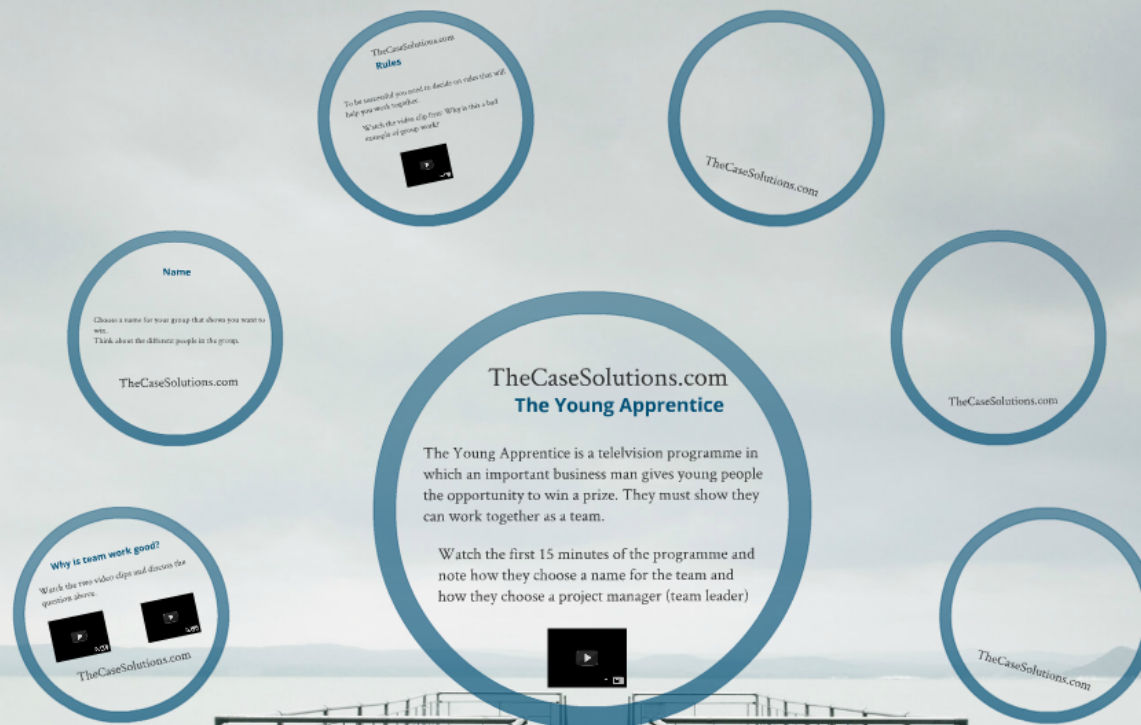 TheCaseSolutions.com
Rules
To be successful you need to decide on rules that will
help you work together.
Watch the video clip from 'Why is this a bad
example of group work?
TheCaseSolutions.com
Name
Choose a name for your group that shows you want to
win.
Think about the different people in the group.
TheCaseSolutions.com
TheCaseSolutions.com
TheCaseSolutions.com
The Young Apprentice
The Young Apprentice is a telelvision programme in
which an important business man gives young people
the opportunity to win a prize. They must show they
can work together as a team.
Watch the first 15 minutes of the programme and
note how they choose a name for the team and
how they choose a project manager (team leader)
Why is team work good?
Watch the two video clips and discuss the
question above.
TheCaseSolutions.com
TheCaseSolutions.com